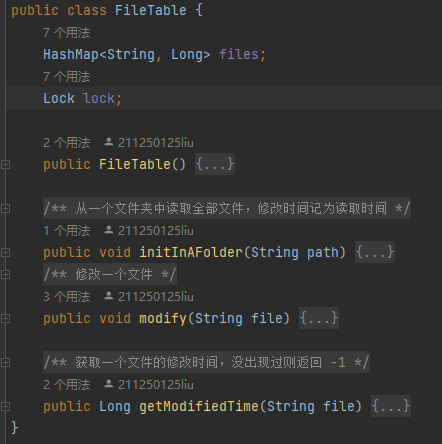 public class FileTable {
7 个用法
HashMap<String, Long> files;
7 个用法
Lock lock;
2 个用法 211250125liu
public FileTable() {...}
/** 从一个文件夹中读取全部文件，修改时间记为读取时间 */
1 个用法 211250125liu
public void initInAFolder(String path) {...}
/** 修改一个文件 */
3 个用法 211250125liu
public void modify(String file) {...}
/** 获取一个文件的修改时间，没出现过则返回 -1 */
2 个用法 211250125liu
public Long getModifiedTime(String file) {...}
}